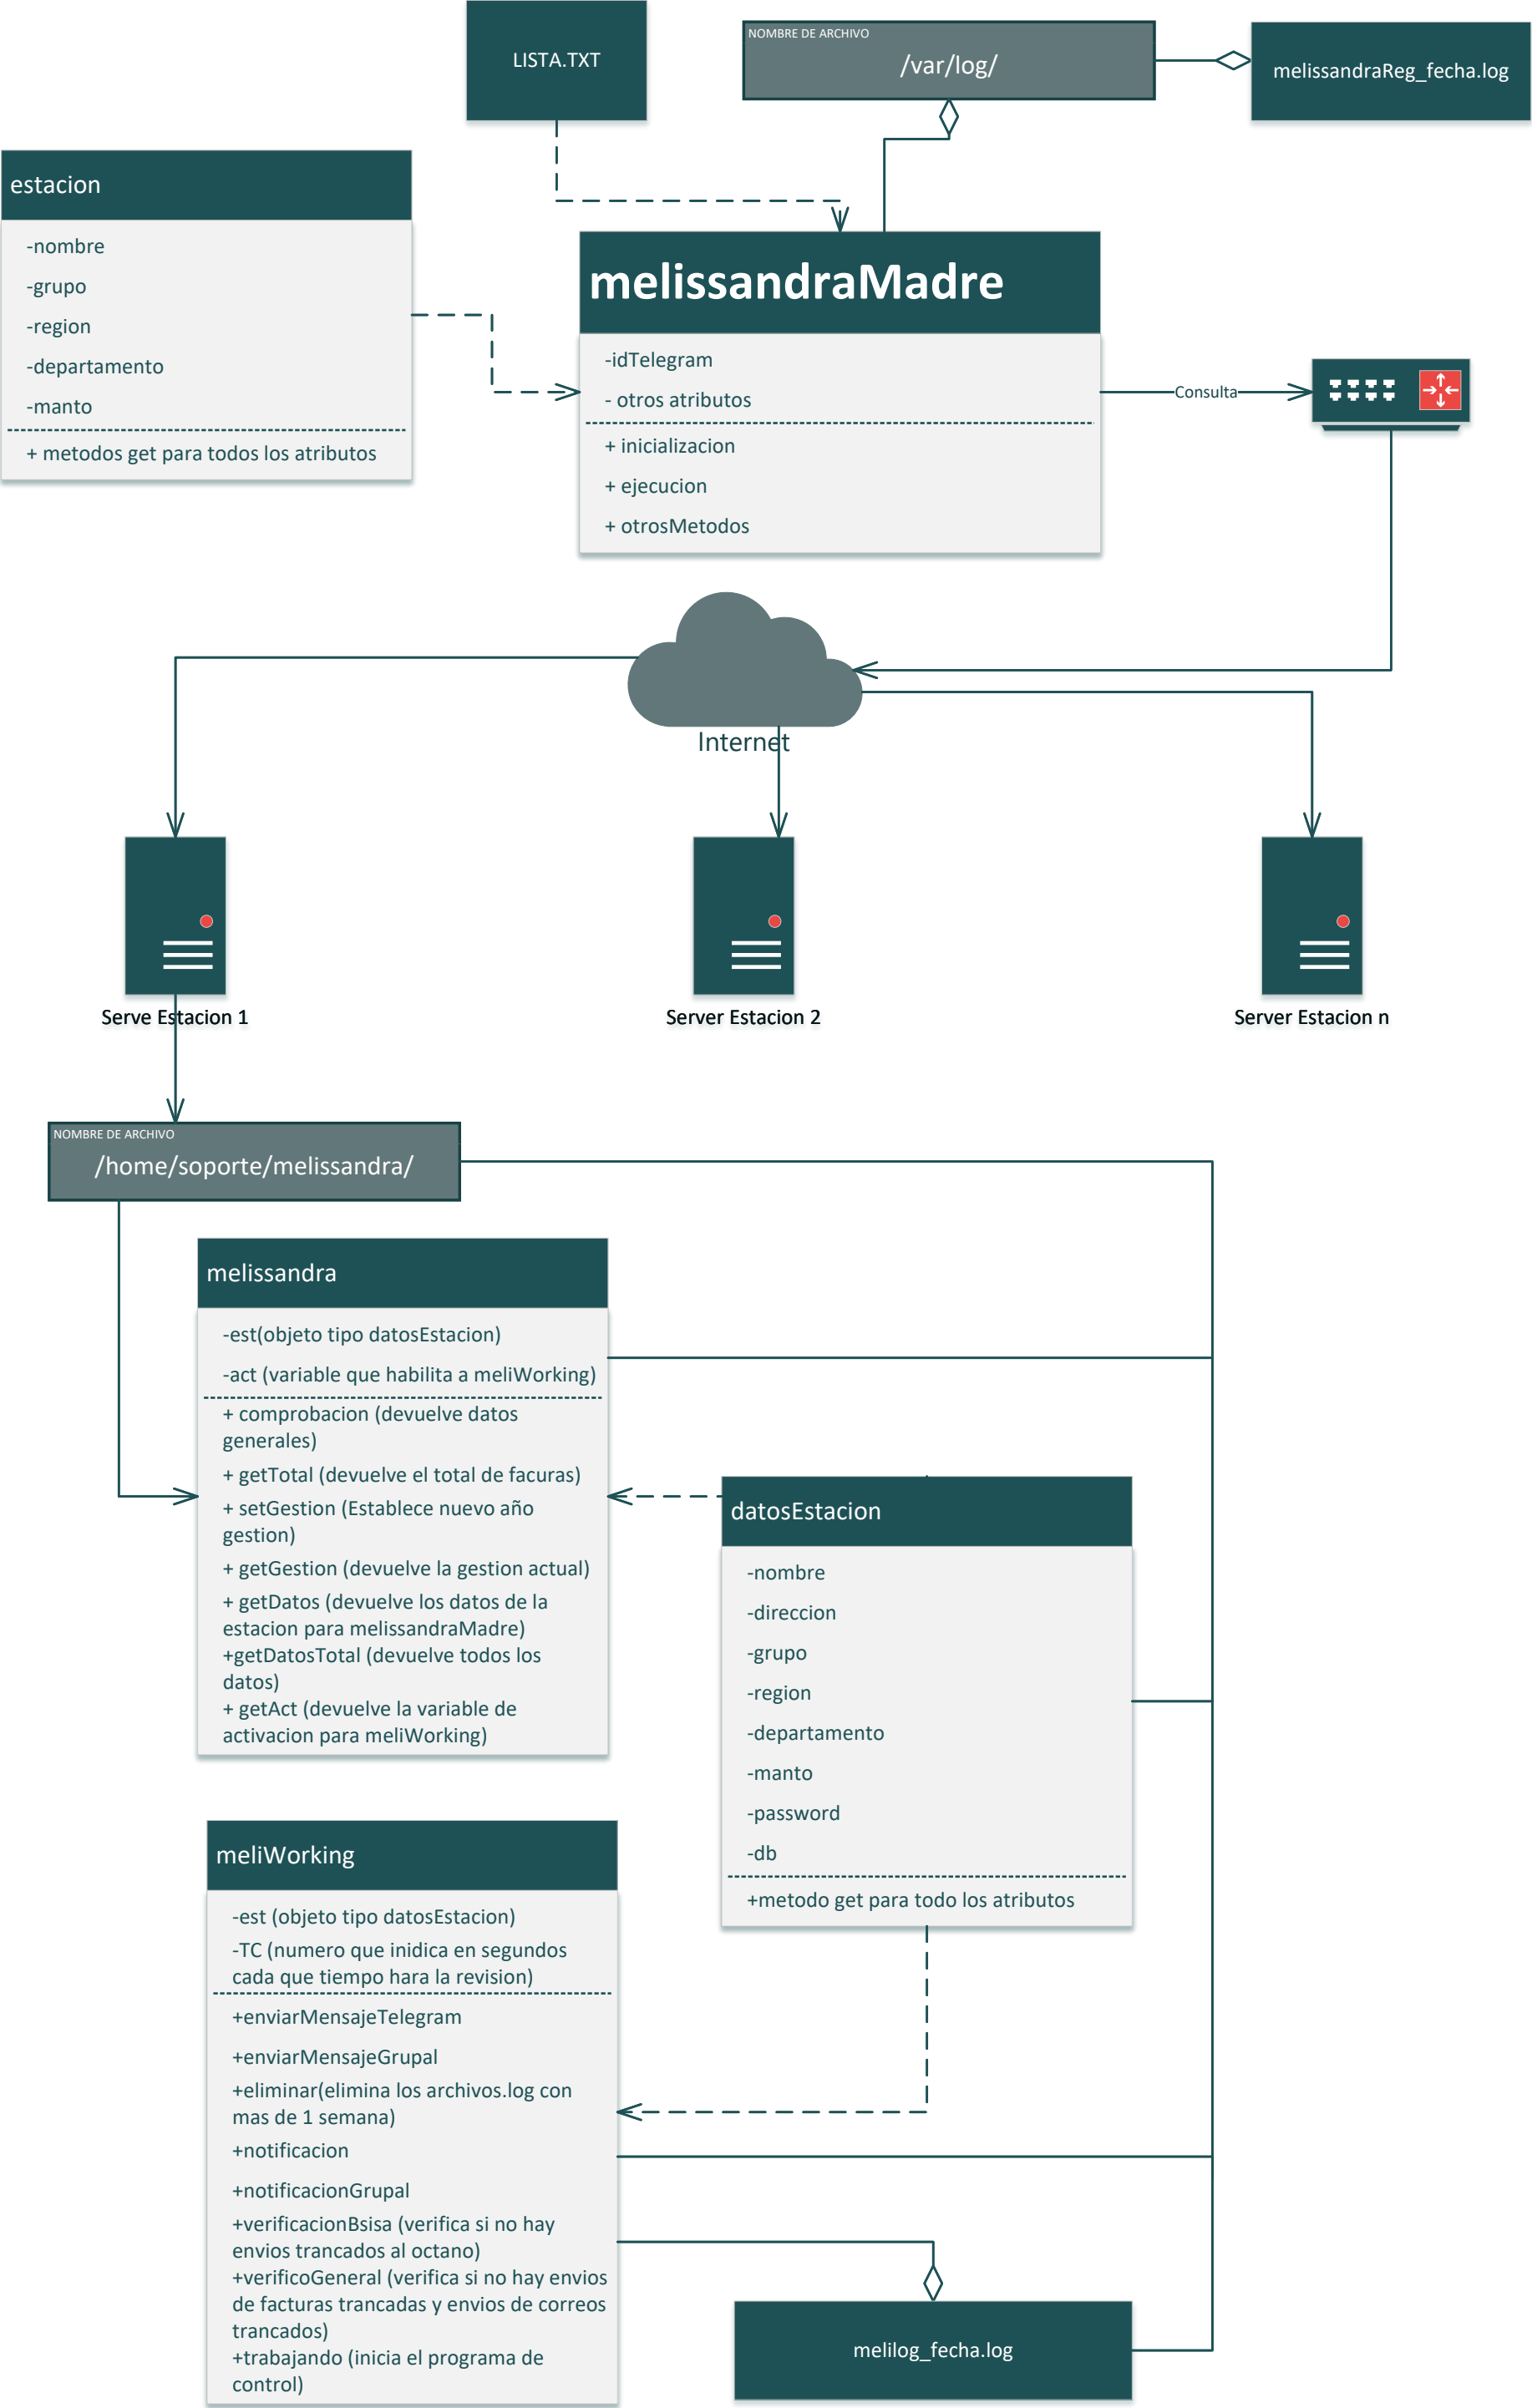 LISTA.TXT
NOMBRE DE ARCHIVO
/var/log/
melissandraReg_fecha.log
estacion
-nombre
-grupo
-region
-departamento
-manto
+ metodos get para todos los atributos
melissandraMadre
-idTelegram
- otros atributos
+ inicializacion
+ ejecucion
+ otrosMetodos
Consulta
Internet
Serve Estacion 1
Server Estacion 2
Server Estacion n
NOMBRE DE ARCHIVO
/home/soporte/melissandra/
melissandra
-est(objeto tipo datosEstacion)
-act (variable que habilita a meliWorking)
+ comprobacion (devuelve datos
generales)
+ getTotal (devuelve el total de facuras)
+ setGestion (Establece nuevo año
gestion)
+ getGestion (devuelve la gestion actual)
+ getDatos (devuelve los datos de la
estacion para melissandraMadre)
+getDatosTotal (devuelve todos los
datos)
+ getAct (devuelve la variable de
activacion para meliWorking)
datosEstacion
-nombre
-direccion
-grupo
-region
-departamento
-manto
-password
-db
+metodo get para todo los atributos
meliWorking
-est (objeto tipo datosEstacion)
-TC (numero que inidica en segundos
cada que tiempo hara la revision)
+enviarMensajeTelegram
+enviarMensajeGrupal
+eliminar(elimina los archivos.log con
mas de 1 semana)
+notificacion
+notificacionGrupal
+verificacionBsisa (verifica si no hay
envios trancados al octano)
+verificoGeneral (verifica si no hay envios
de facturas trancadas y envios de correos
trancados)
+trabajando (inicia el programa de
control)
melilog_fecha.log